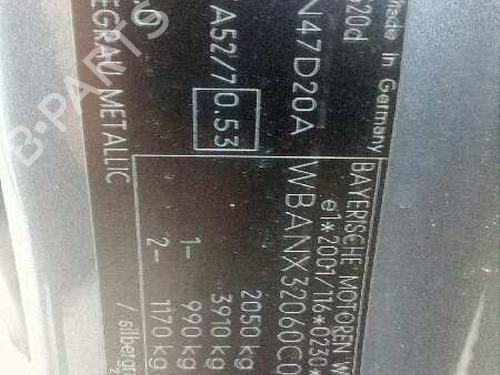 Made in Germany
520d
N47D20A
A52/7 0.53
EGRAU METALLIC
BAYERISCHE MOTOREN W
e1*2001/116*0230*
WBANX32060C0
2050 kg
3910 kg
1- 990 kg
2- 1170 kg
/ silbergr
B-PARTS